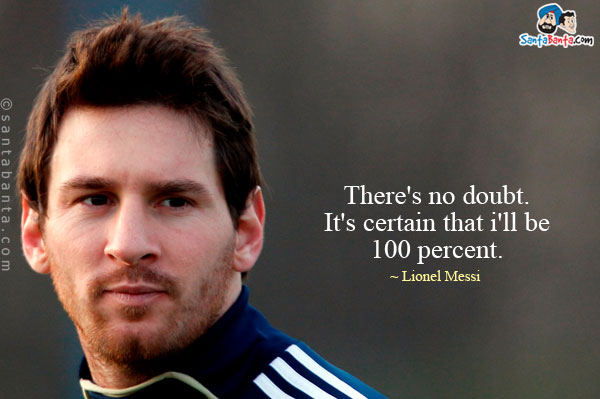 SantaBanta.com
©santabanta.com
There's no doubt.
It's certain that i'll be
100 percent.
~ Lionel Messi